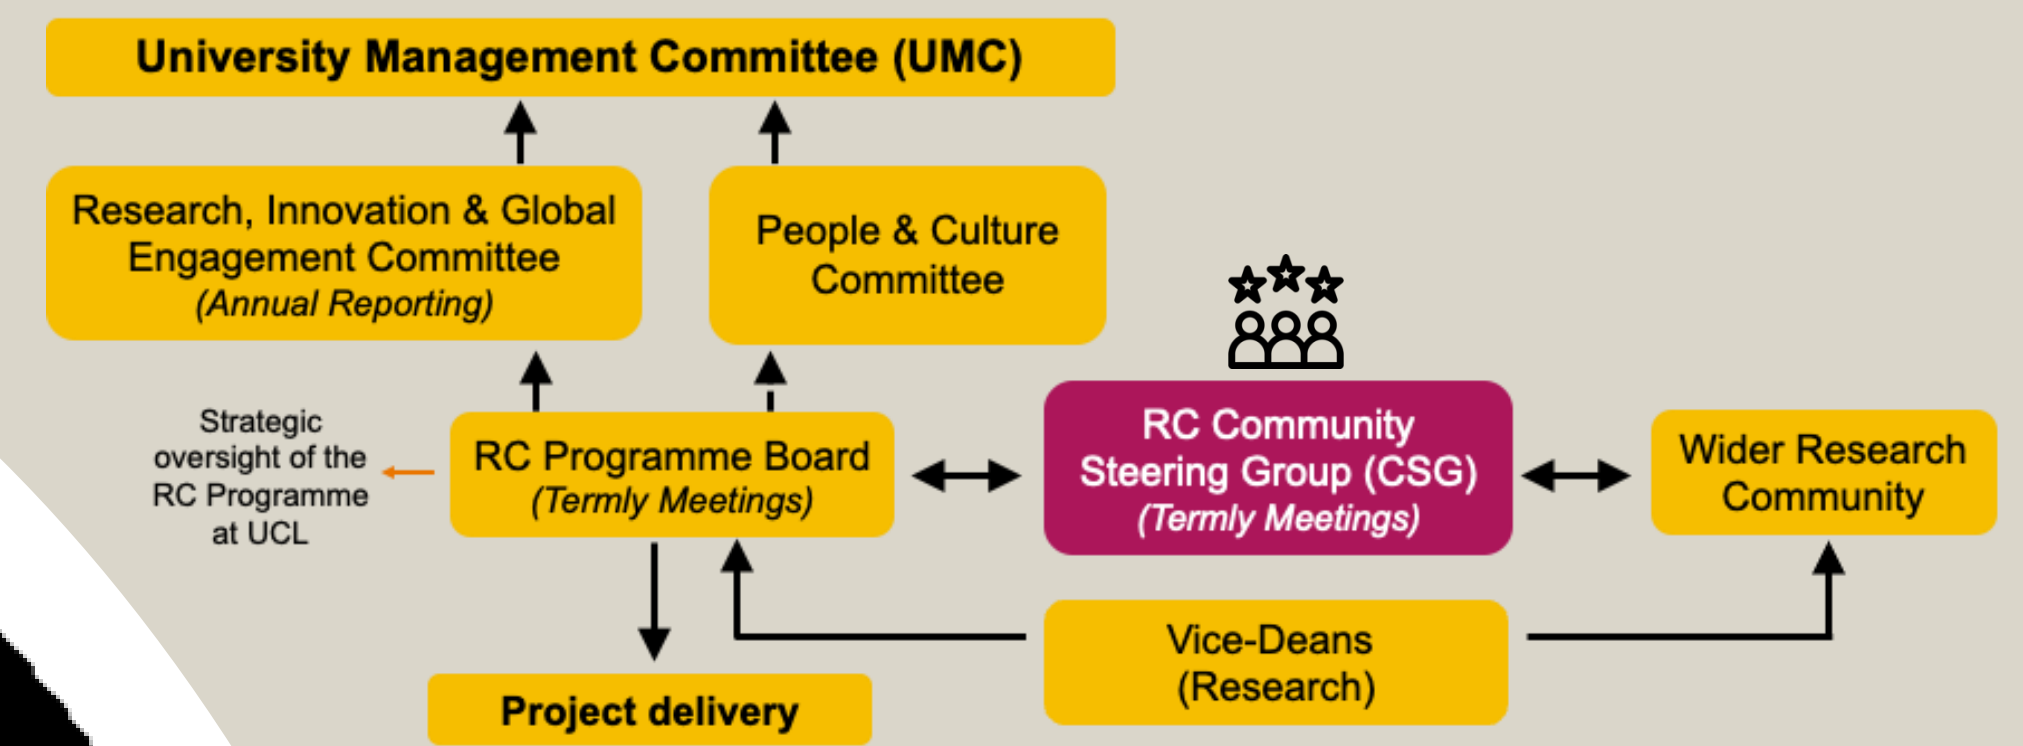 University Management Committee (UMC)
Research, Innovation & Global
Engagement Committee
(Annual Reporting)
People & Culture
Committee
Strategic
oversight of the
RC Programme
at UCL
RC Programme Board
(Termly Meetings)
RC Community
Steering Group (CSG)
(Termly Meetings)
Wider Research
Community
Vice-Deans
(Research)
Project delivery